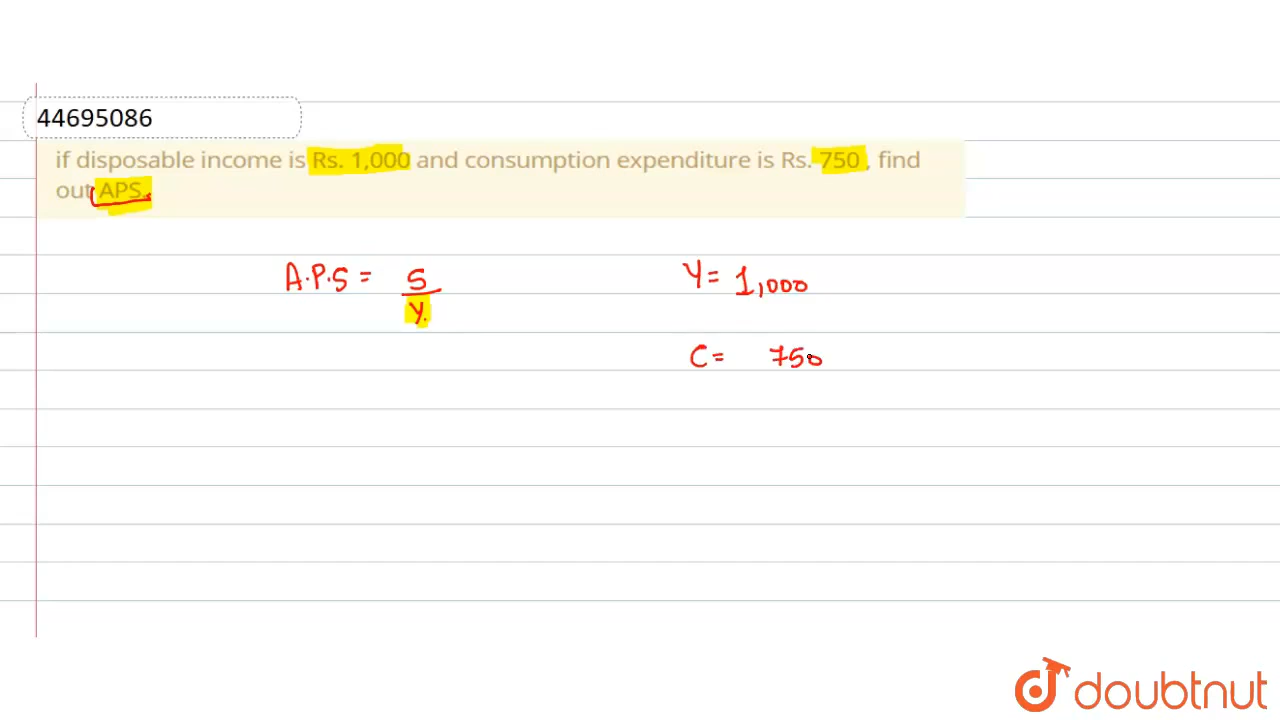 44695086
if disposable income is Rs. 1,000 and consumption expenditure is Rs. 750 , find
out APS.
A.P.S = S/Y. Y = 1,000
C = 750
doubtnut